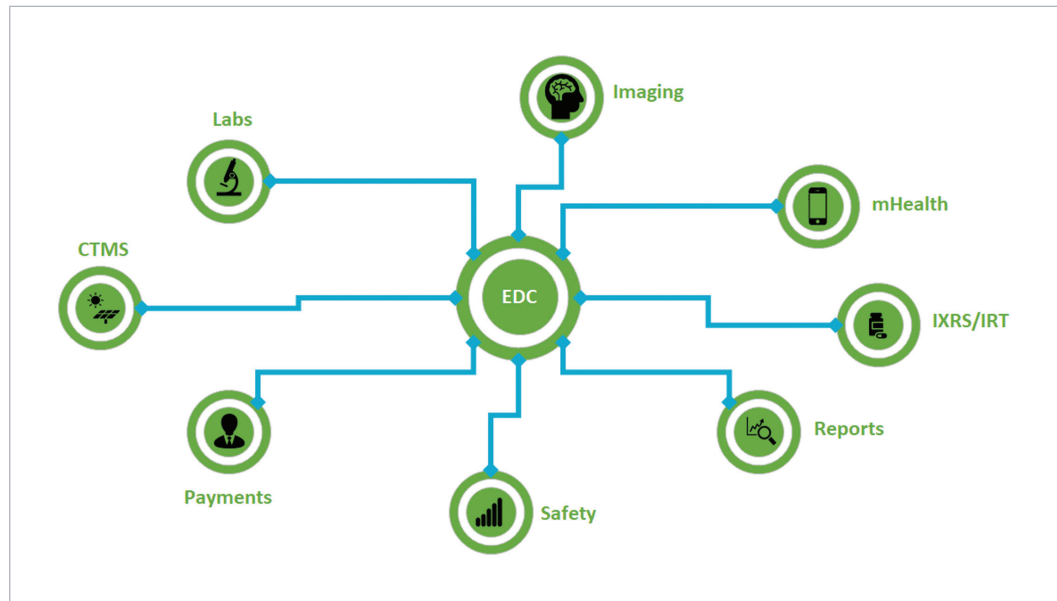 Imaging
Labs
mHealth
CTMS
EDC
IXRS/IRT
Reports
Payments
Safety